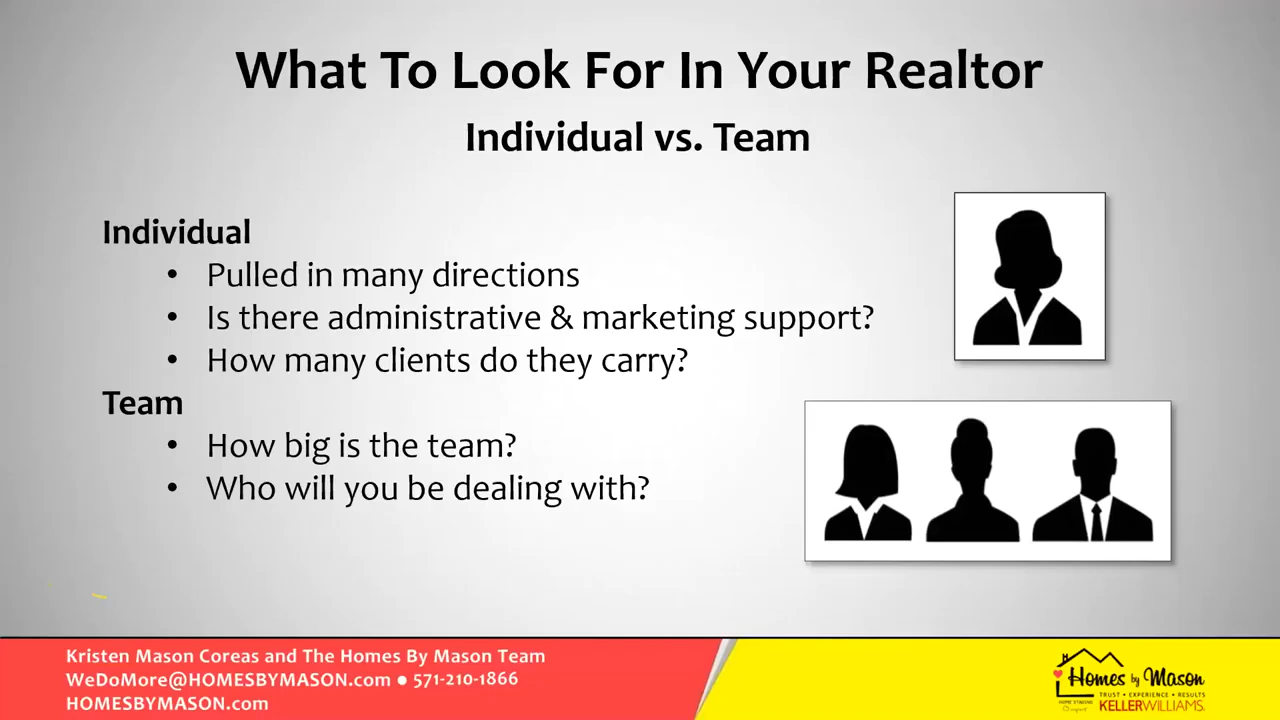 What To Look For In Your Realtor
Individual vs. Team
Individual
• Pulled in many directions
• Is there administrative & marketing support?
• How many clients do they carry?
Team
• How big is the team?
• Who will you be dealing with?
Kristen Mason Coreas and The Homes By Mason Team
WeDoMore@HOMESBYMASON.com ● 571-210-1866
HOMESBYMASON.com
Homes by Mason
TRUST • EXPERIENCE • RESULTS
KELLERWILLIAMS.